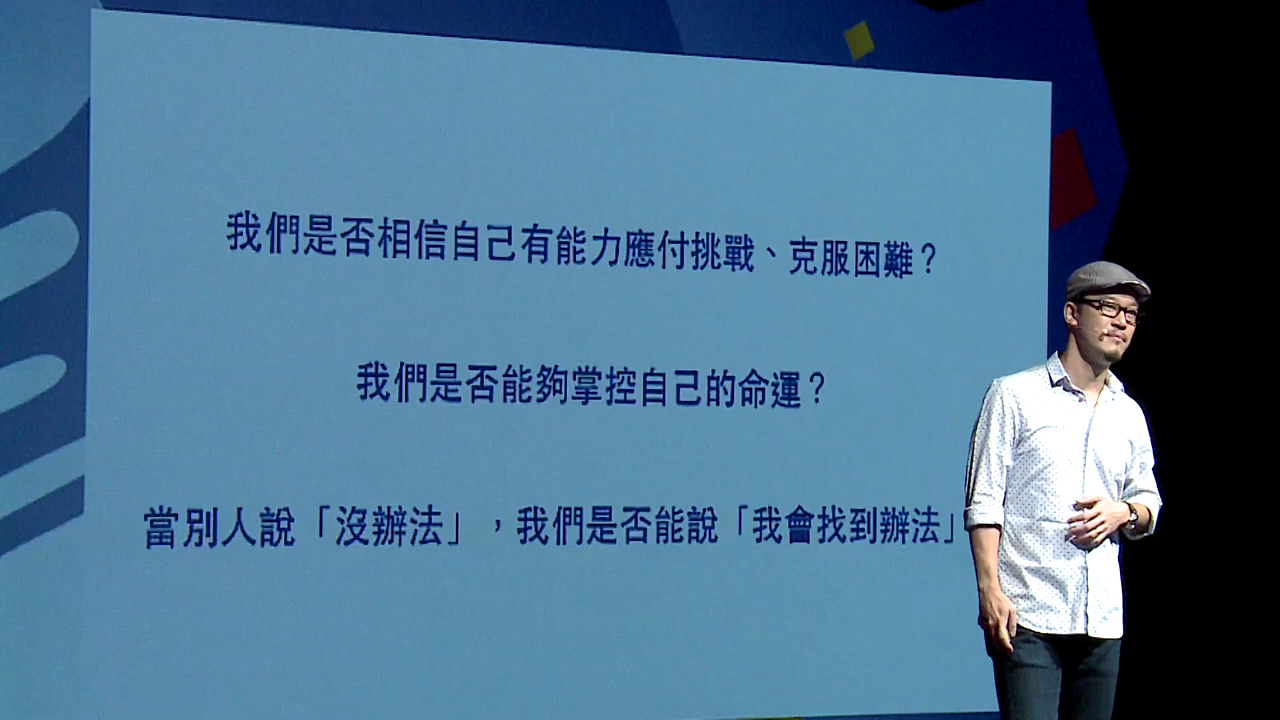 我們是否相信自己有能力應付挑戰、克服困難？
我們是否能夠掌控自己的命運？
當別人說「沒辦法」，我們是否能說「我會找到辦法」